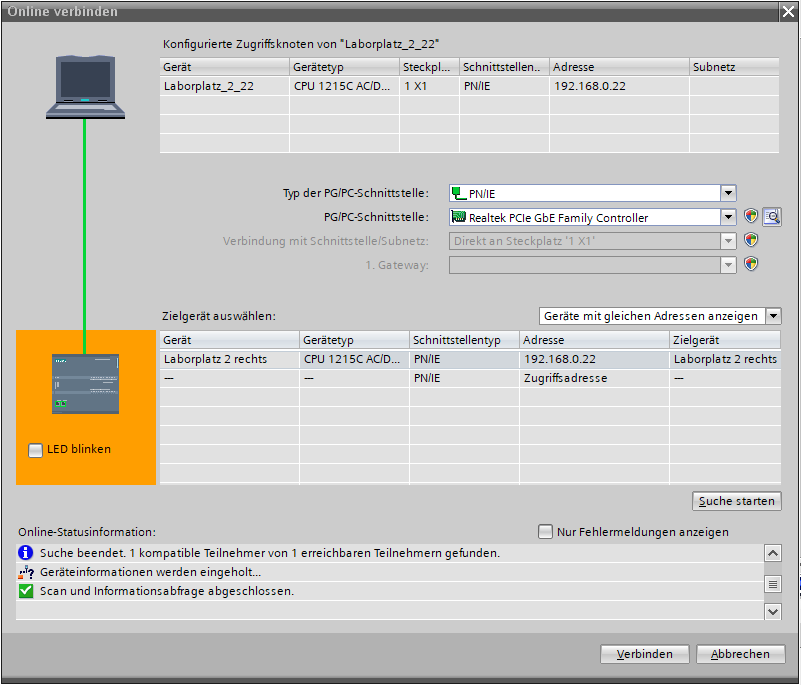 Online verbinden
Konfigurierte Zugriffsknoten von "Laborplatz_2_22"
Gerät Gerätetyp Steckpl... Schnittstellen.. Adresse Subnetz
Laborplatz_2_22 CPU 1215C AC/D... 1 X1 PN/IE 192.168.0.22
Typ der PG/PC-Schnittstelle: PN/IE
PG/PC-Schnittstelle: Realtek PCIe GbE Family Controller
Verbindung mit Schnittstelle/Subnetz: Direkt an Steckplatz '1 X1'
1. Gateway:
Zielgerät auswählen: Geräte mit gleichen Adressen anzeigen
Gerät Gerätetyp Schnittstellentyp Adresse Zielgerät
Laborplatz 2 rechts CPU 1215C AC/D... PN/IE 192.168.0.22 Laborplatz 2 rechts
--- --- PN/IE Zugriffsadresse ---
LED blinken
Suche starten
Online-Statusinformation: Nur Fehlermeldungen anzeigen
Suche beendet. 1 kompatible Teilnehmer von 1 erreichbaren Teilnehmern gefunden.
Geräteinformationen werden eingeholt...
Scan und Informationsabfrage abgeschlossen.
Verbinden Abbrechen